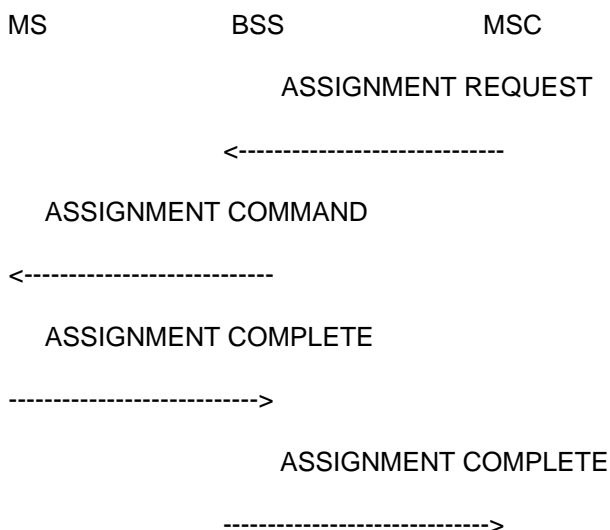 MS BSS MSC
ASSIGNMENT REQUEST
<------------------------------
ASSIGNMENT COMMAND
<----------------------------
ASSIGNMENT COMPLETE
---------------------------->
ASSIGNMENT COMPLETE
------------------------------>